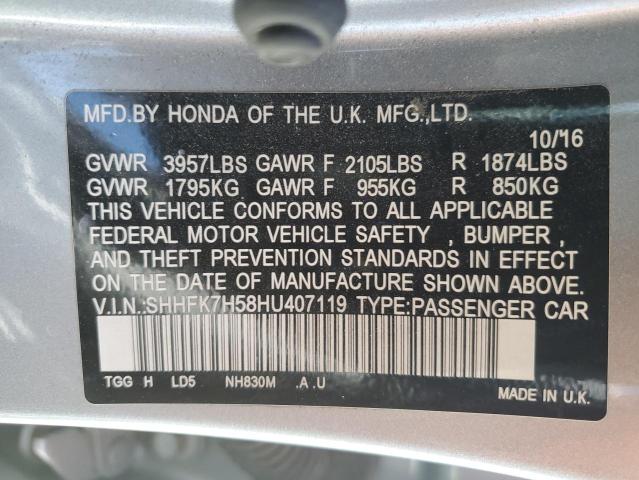 MFD.BY HONDA OF THE U.K. MFG.,LTD.
10/'16
GVWR 3957LBS GAWR F 2105LBS R 1874LBS
GVWR 1795KG GAWR F 955KG R 850KG
THIS VEHICLE CONFORMS TO ALL APPLICABLE
FEDERAL MOTOR VEHICLE SAFETY , BUMPER ,
AND THEFT PREVENTION STANDARDS IN EFFECT
ON THE DATE OF MANUFACTURE SHOWN ABOVE.
V.I.N.:SHHFK7H58HU407119 TYPE:PASSENGER CAR
TGG H LD5 NH830M .A .U
MADE IN U.K.